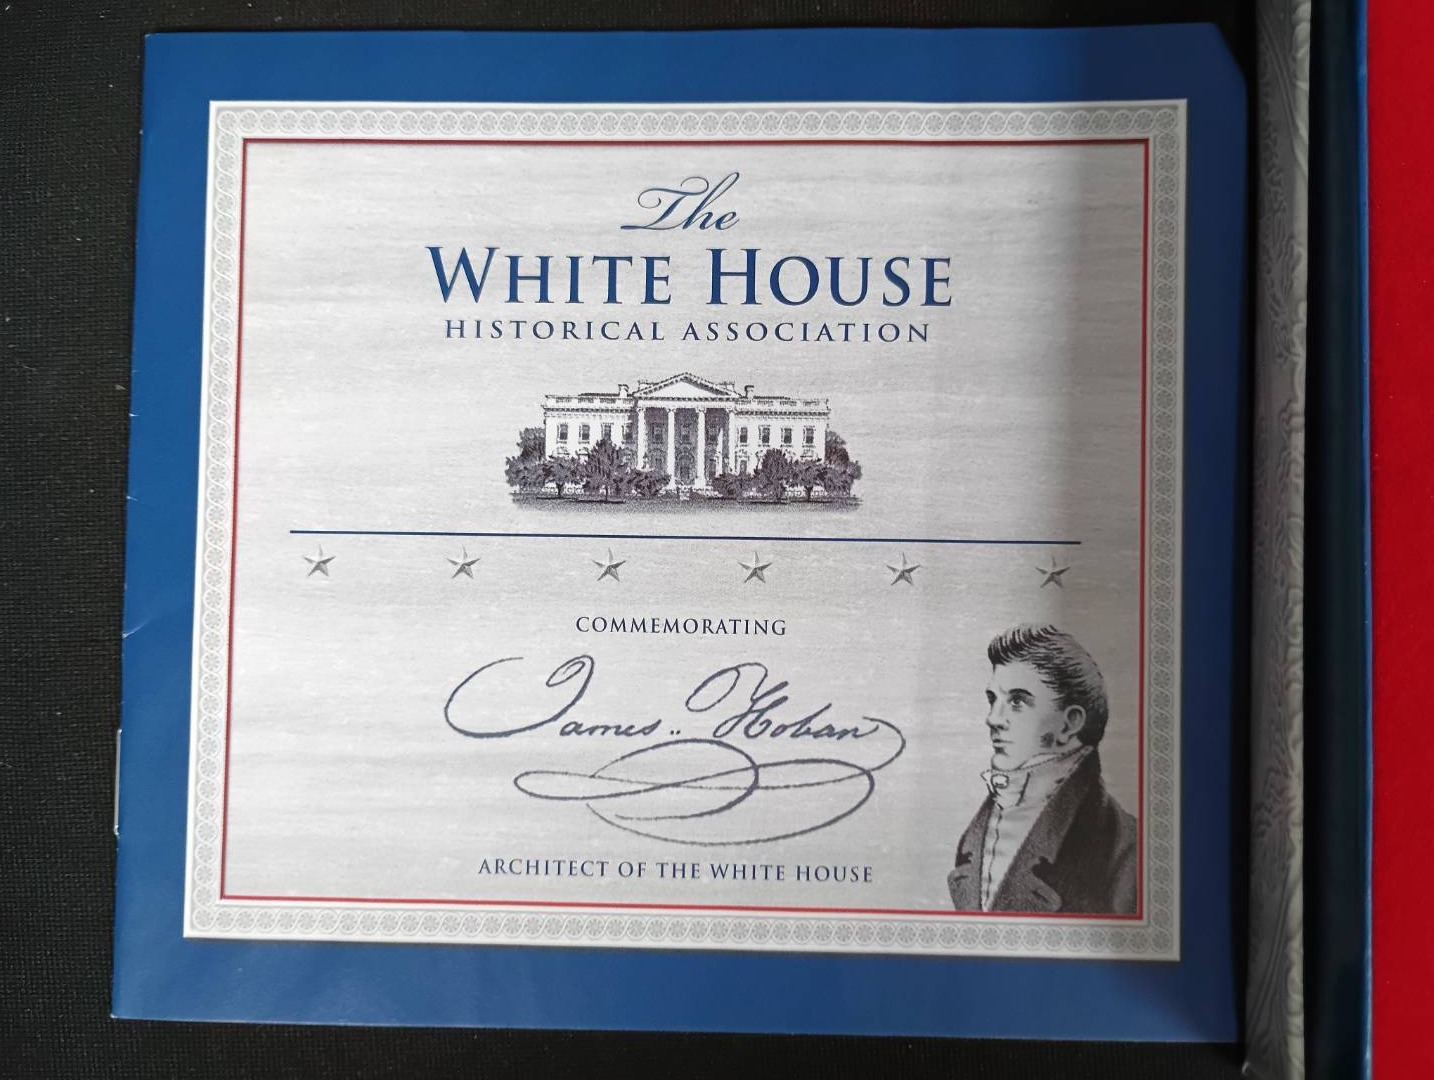 The
WHITE HOUSE
HISTORICAL ASSOCIATION
COMMEMORATING
James.. Hoban
ARCHITECT OF THE WHITE HOUSE